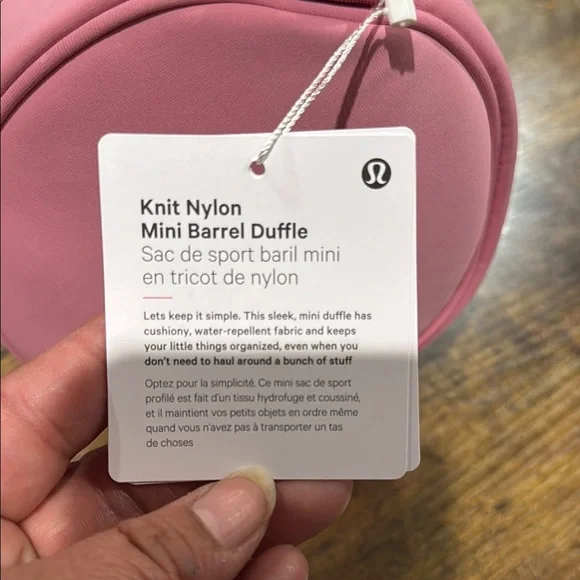 Knit Nylon
Mini Barrel Duffle
Sac de sport baril mini
en tricot de nylon
Lets keep it simple. This sleek, mini duffle has
cushiony, water-repellent fabric and keeps
your little things organized, even when you
don't need to haul around a bunch of stuff
Optez pour la simplicité. Ce mini sac de sport
profilé est fait d'un tissu hydrofuge et coussiné,
et il maintient vos petits objets en ordre même
quand vous n'avez pas à transporter un tas
de choses